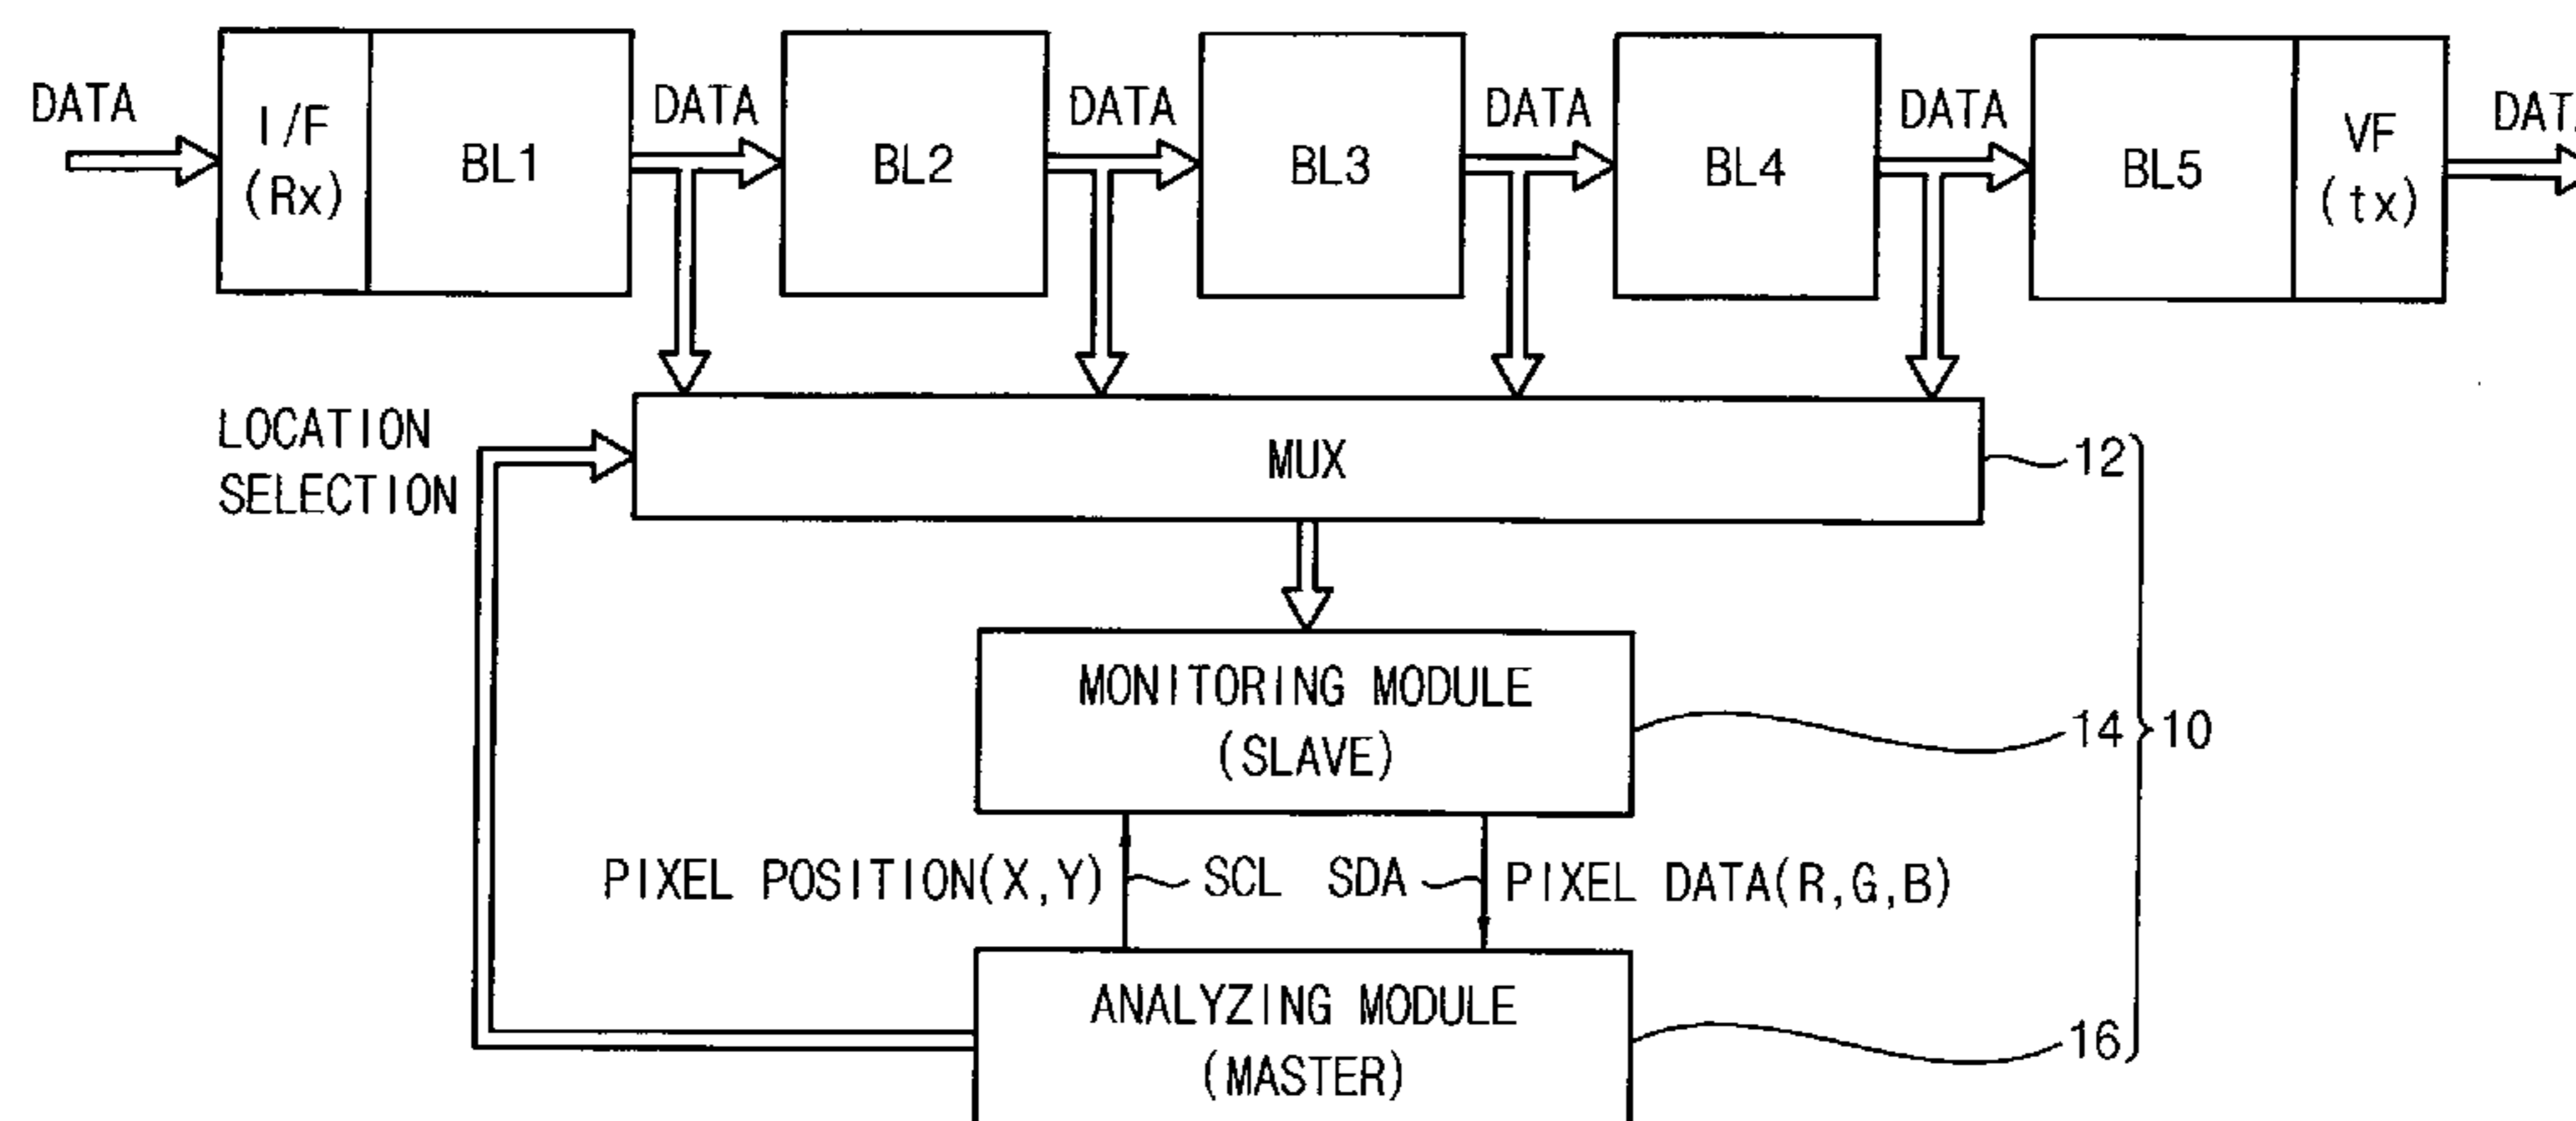 DATA
I/F
(Rx)
BL1
DATA
BL2
DATA
BL3
DATA
BL4
DATA
BL5
VF
(tx)
LOCATION
SELECTION
MUX
12
MONITORING MODULE
(SLAVE)
14
10
PIXEL POSITION(X,Y)
SCL
SDA
PIXEL DATA(R,G,B)
ANALYZING MODULE
(MASTER)
16